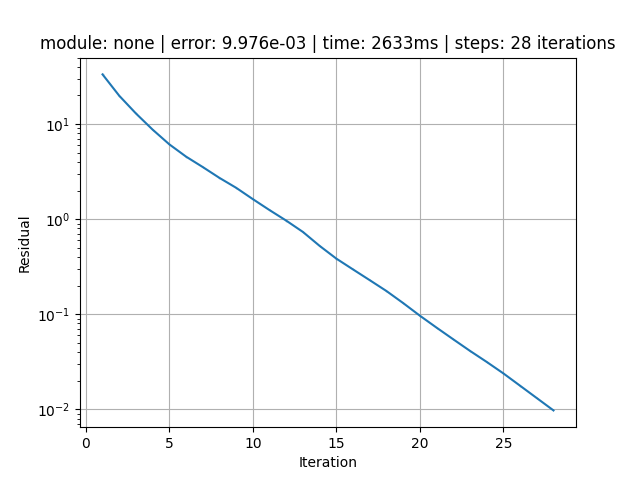 module: none | error: 9.976e-03 | time: 2633ms | steps: 28 iterations
Residual
10¹
10⁰
10⁻¹
10⁻²
0 5 10 15 20 25
Iteration